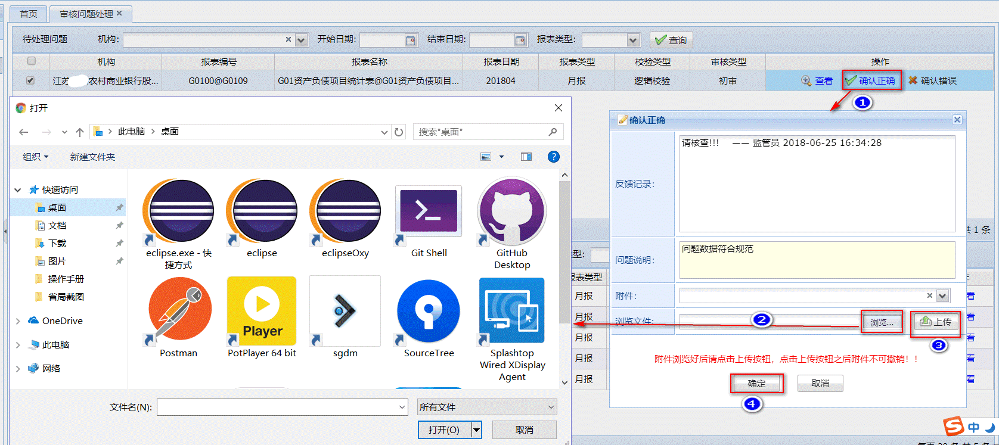 首页 审核问题处理
待处理问题 机构: 开始日期: 结束日期: 报表类型: 查询
机构 报表编号 报表名称 报表日期 报表类型 校验类型 审核类型 操作
江苏 农村商业银行股... G0100@G0109 G01资产负债项目统计表@G01资产负债项目... 201804 月报 逻辑校验 初审 查看 确认正确 确认错误
1
打开
此电脑 桌面
搜索"桌面"
组织 新建文件夹
?
快速访问
桌面
文档
下载
图片
操作手册
省局截图
OneDrive
此电脑
网络
eclipse.exe - 快
捷方式
eclipse
eclipseOxy
Git Shell
GitHub
Desktop
Postman
Player
PotPlayer 64 bit
sgdm
SourceTree
Splashtop
Wired XDisplay
Agent
文件名(N):
所有文件
打开(O) 取消
确认正确
反馈记录:
请核查!!! —— 监管员 2018-06-25 16:34:28
问题说明:
问题数据符合规范
附件:
浏览文件: 2 浏览... 上传
3
附件浏览好后请点击上传按钮，点击上传按钮之后附件不可撤销！！
确定 取消
4
共 1 条
类型:
报表类型
月报 看
月报
月报 看
月报 看
月报 看
S 中
每页 20 条 共 5 条